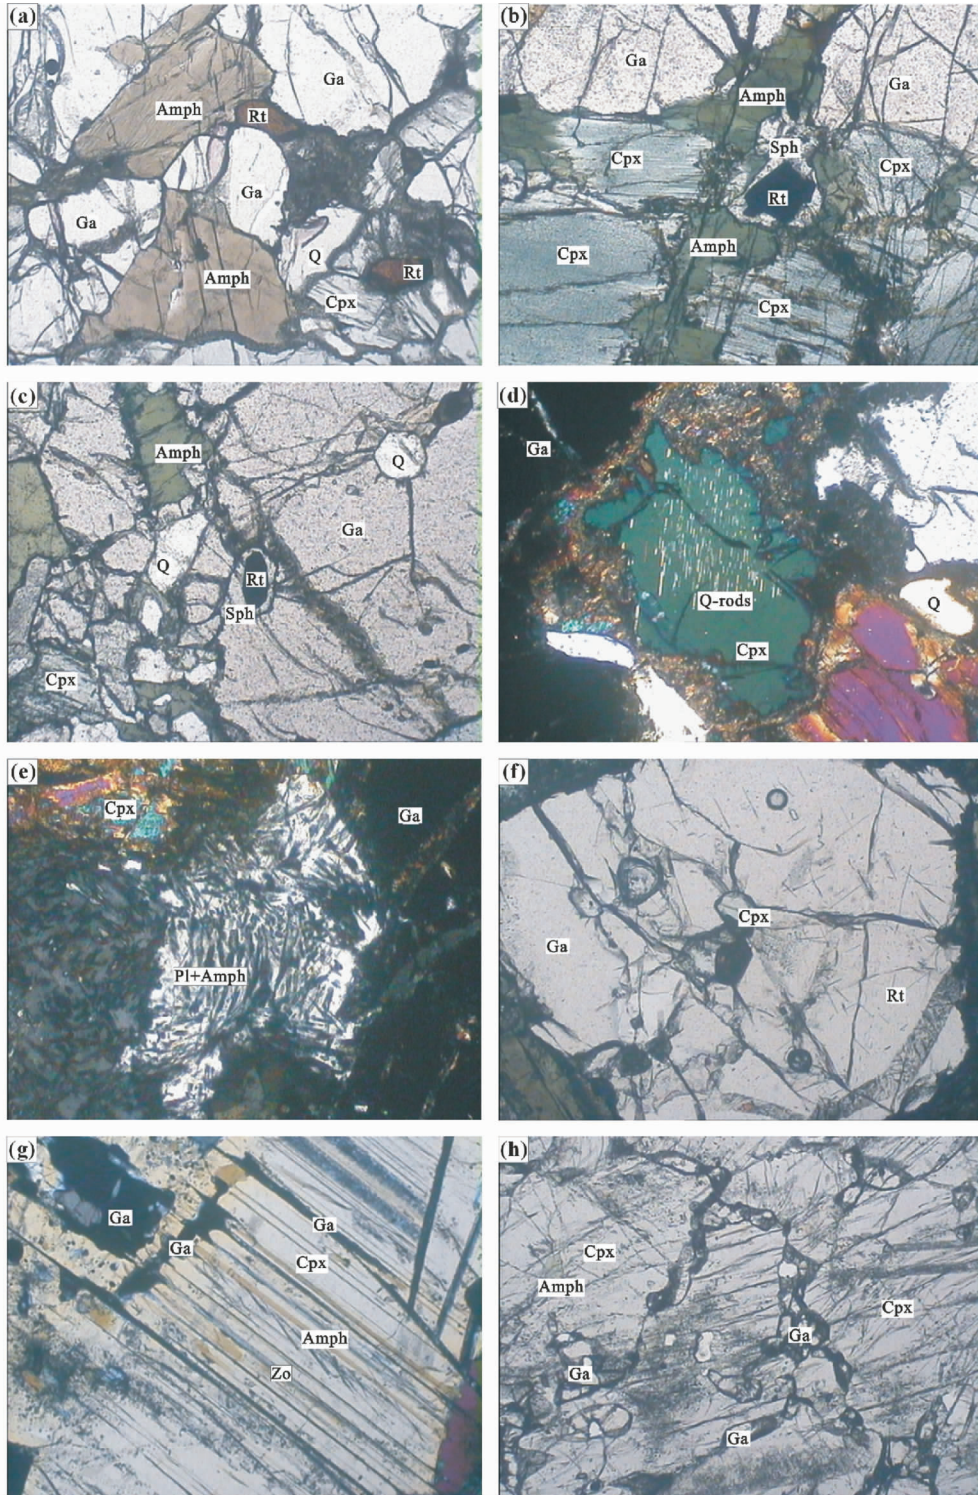 (a)
Ga
Amph
Rt
Ga
Ga
Q
Amph
Rt
Cpx
(b)
Ga
Ga
Amph
Cpx
Sph
Cpx
Rt
Cpx
Amph
Cpx
(c)
Amph
Q
Ga
Q
Rt
Sph
Cpx
(d)
Ga
Q-rods
Q
Cpx
(e)
Cpx
Ga
Pl+Amph
(f)
Cpx
Ga
Rt
(g)
Ga
Ga
Ga
Cpx
Amph
Zo
(h)
Cpx
Amph
Cpx
Ga
Ga
Ga